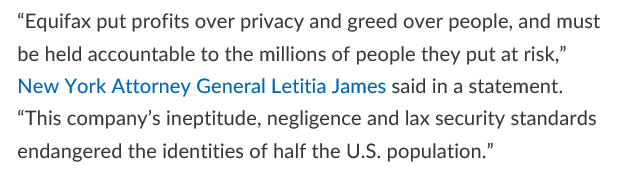 “Equifax put profits over privacy and greed over people, and must
be held accountable to the millions of people they put at risk,”
New York Attorney General Letitia James said in a statement.
“This company’s ineptitude, negligence and lax security standards
endangered the identities of half the U.S. population.”